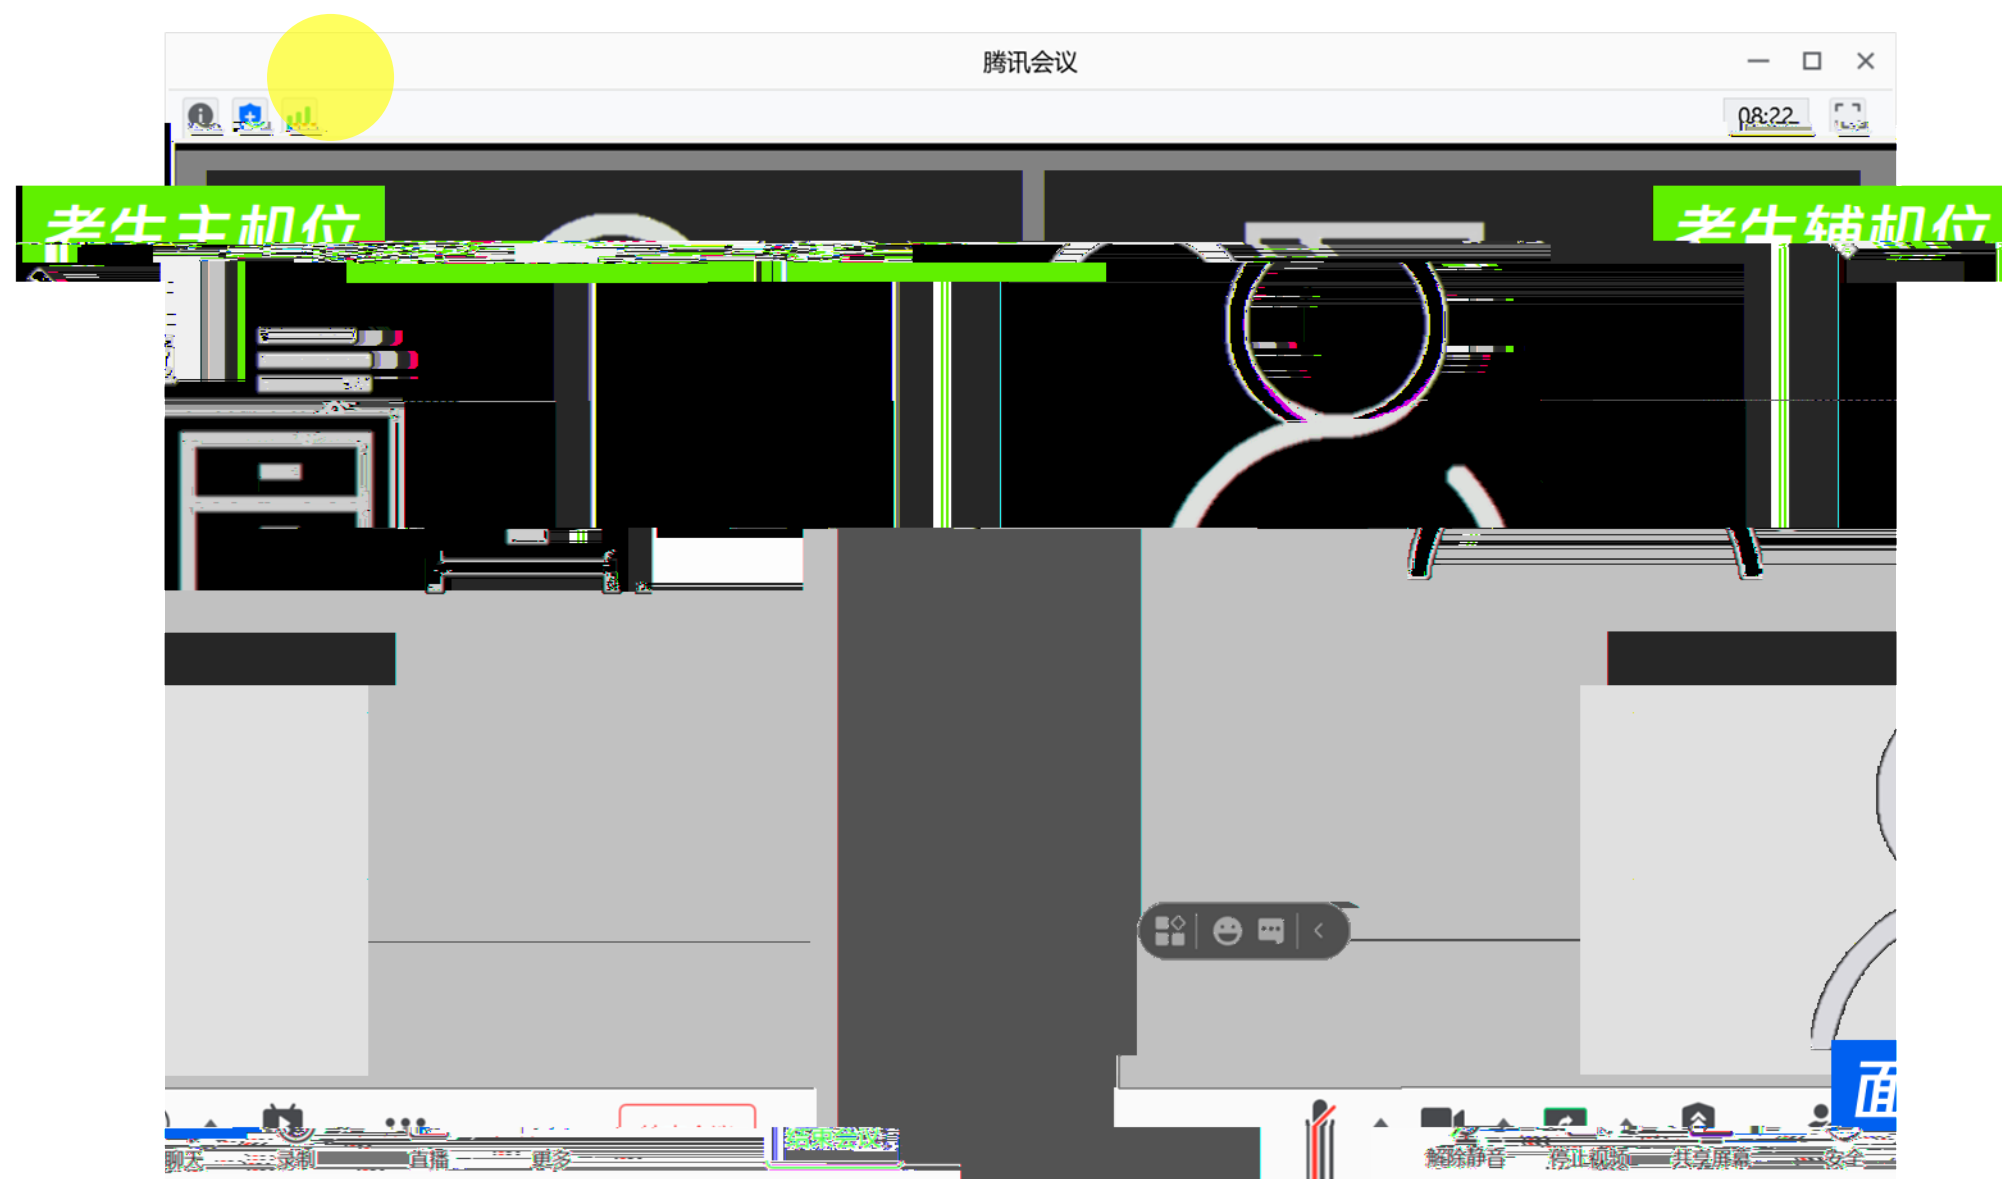 腾讯会议
08:22
考生主机位
考生辅机位
面
结束会议
聊天 录制 直播 更多 解除静音 停止视频 共享屏幕 安全